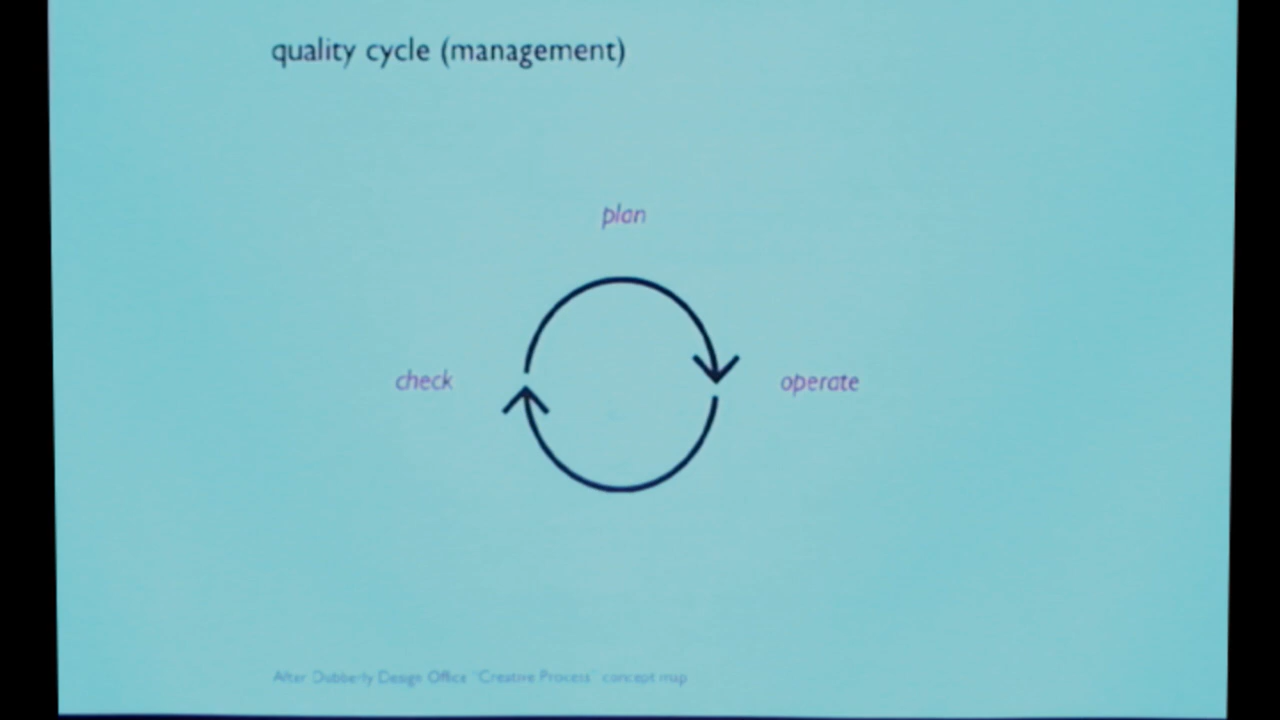 quality cycle (management)
plan
check
operate
After Dubberly Design Office "Creative Process" concept map